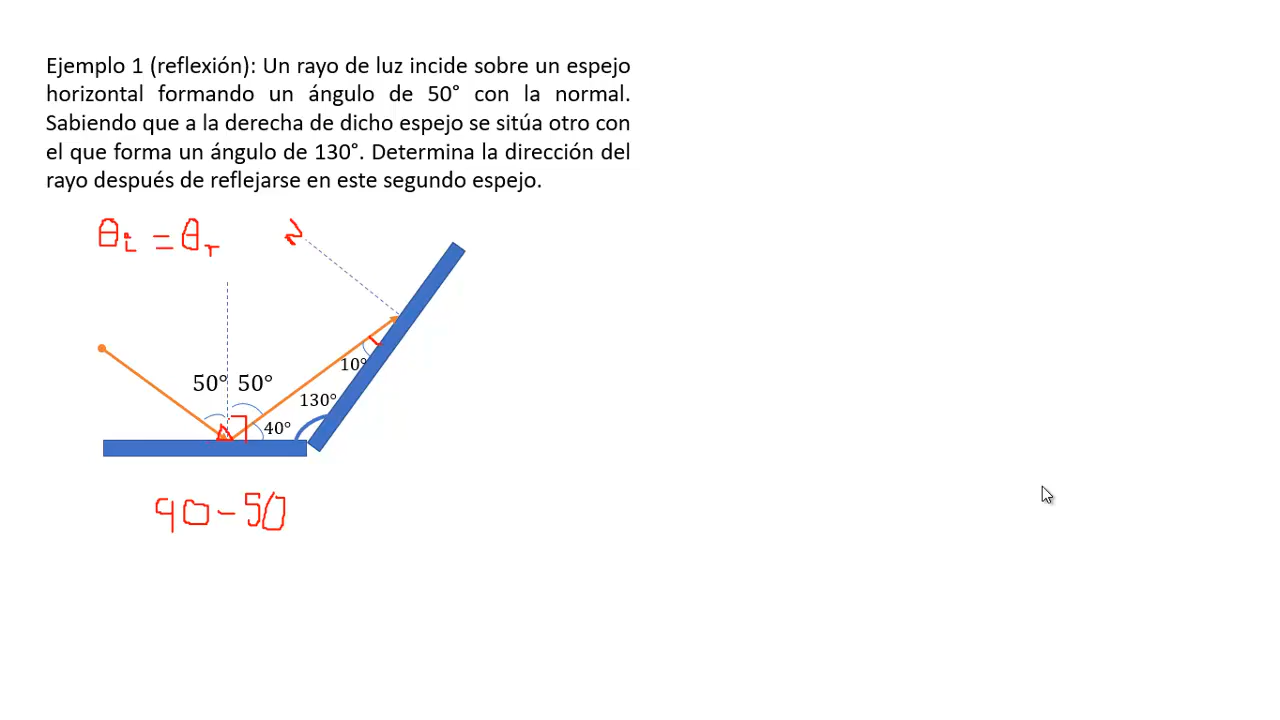 Ejemplo 1 (reflexión): Un rayo de luz incide sobre un espejo
horizontal formando un ángulo de 50° con la normal.
Sabiendo que a la derecha de dicho espejo se sitúa otro con
el que forma un ángulo de 130°. Determina la dirección del
rayo después de reflejarse en este segundo espejo.
θi = θr
N
10°
50° 50°
130°
40°
90-50